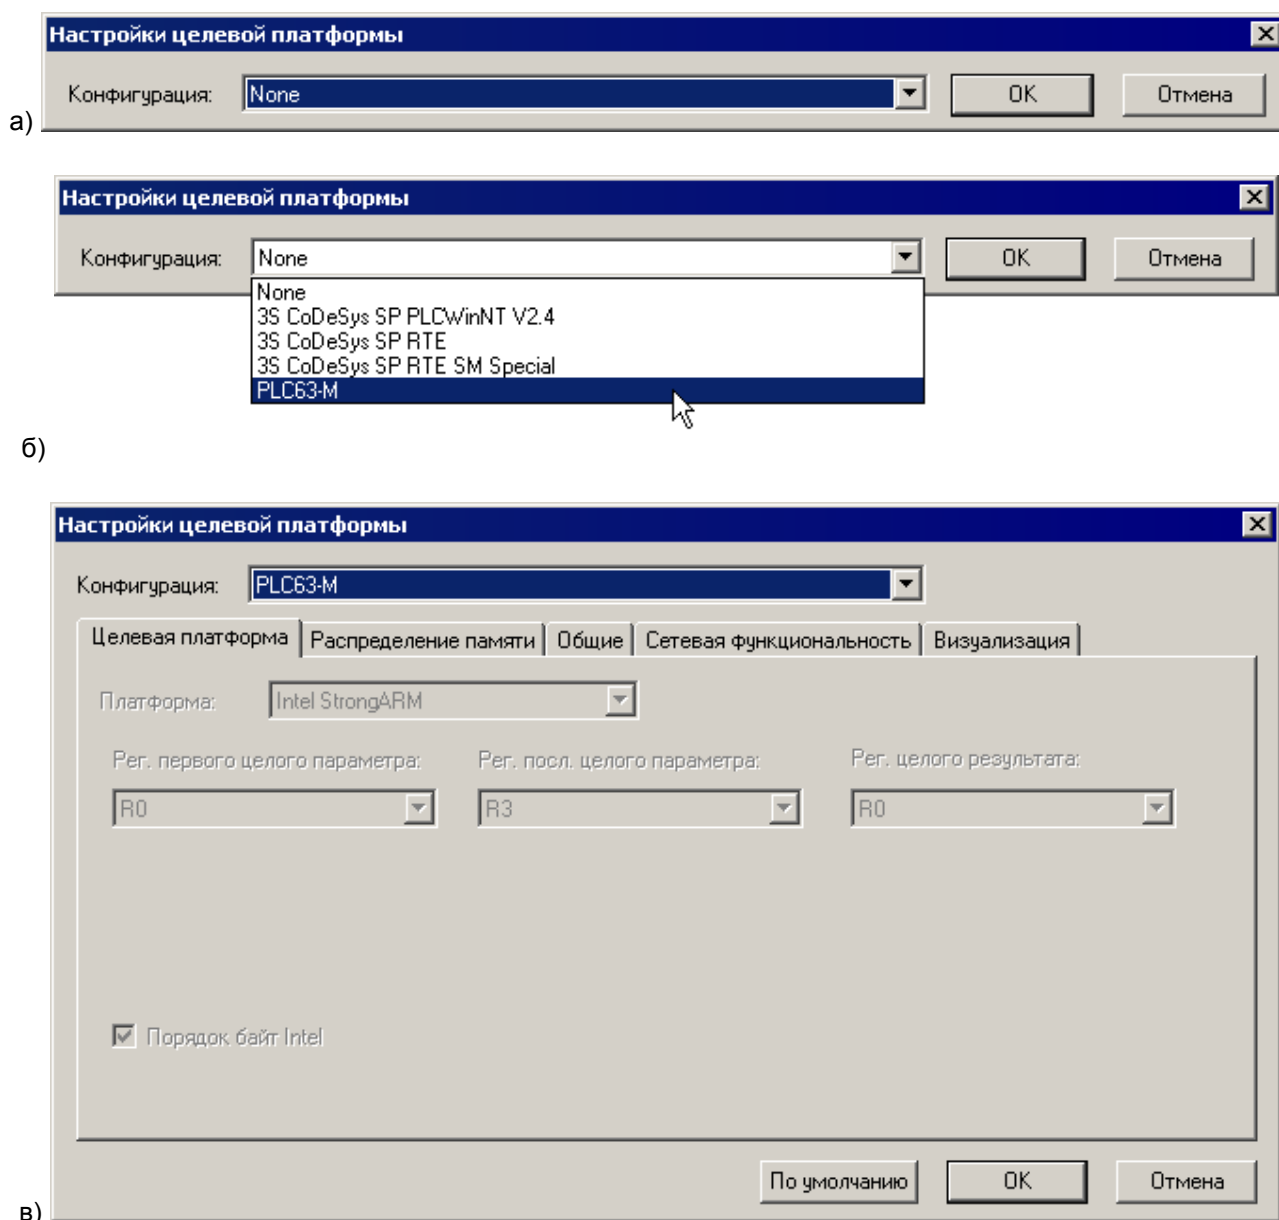 Настройки целевой платформы
Конфигурация: None OK Отмена
а)
Настройки целевой платформы
Конфигурация: None OK Отмена
None
3S CoDeSys SP PLCWinNT V2.4
3S CoDeSys SP RTE
3S CoDeSys SP RTE SM Special
PLC63-M
б)
Настройки целевой платформы
Конфигурация: PLC63-M
Целевая платформа Распределение памяти Общие Сетевая функциональность Визуализация
Платформа: Intel StrongARM
Рег. первого целого параметра: Рег. посл. целого параметра: Рег. целого результата:
R0 R3 R0
Порядок байт Intel
По умолчанию OK Отмена
в)